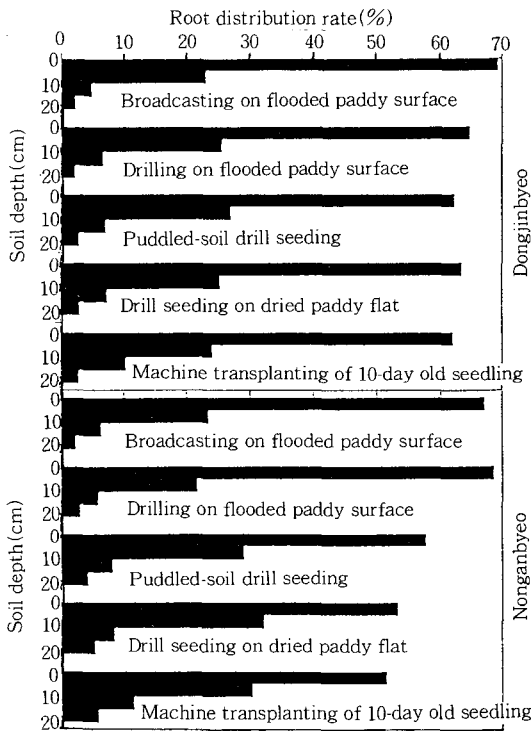 Root distribution rate(%)
0 10 20 30 40 50 60 70
0
10
20
Broadcasting on flooded paddy surface
0
10
20
Drilling on flooded paddy surface
0
10
20
Puddled-soil drill seeding
0
10
20
Drill seeding on dried paddy flat
0
10
20
Machine transplanting of 10-day old seedling
Soil depth(cm)
Dongjinbyeo
0
10
20
Broadcasting on flooded paddy surface
0
10
20
Drilling on flooded paddy surface
0
10
20
Puddled-soil drill seeding
0
10
20
Drill seeding on dried paddy flat
0
10
20
Machine transplanting of 10-day old seedling
Soil depth(cm)
Nonganbyeo